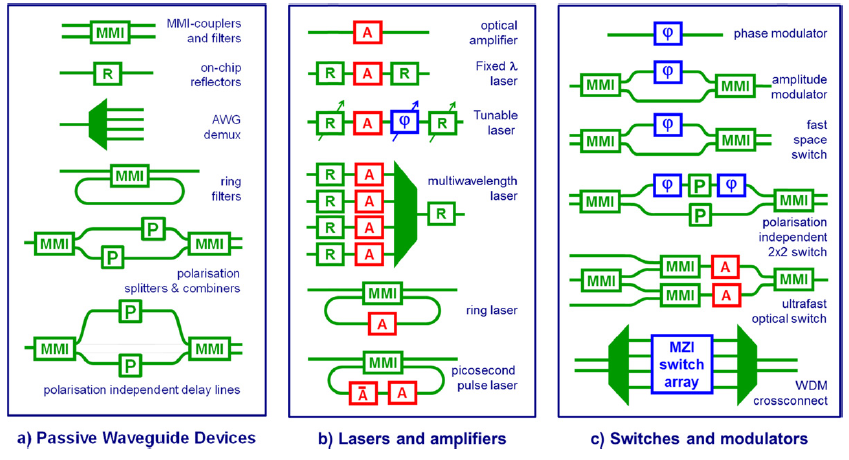 MMI
MMI-couplers
and filters
R
on-chip
reflectors
AWG
demux
MMI
ring
filters
MMI P P MMI
polarisation
splitters & combiners
MMI P P MMI
polarisation independent delay lines
a) Passive Waveguide Devices
A
optical
amplifier
R A R
Fixed λ
laser
R A φ R
Tunable
laser
R A
R A
R A
R A
R
multiwavelength
laser
MMI
A
ring laser
MMI
Ā A
picosecond
pulse laser
b) Lasers and amplifiers
φ
phase modulator
MMI φ MMI
amplitude
modulator
MMI φ MMI
fast
space
switch
MMI φ P φ P MMI
polarisation
independent
2x2 switch
MMI MMI A MMI A MMI
ultrafast
optical switch
MZI
switch
array
WDM
crossconnect
c) Switches and modulators